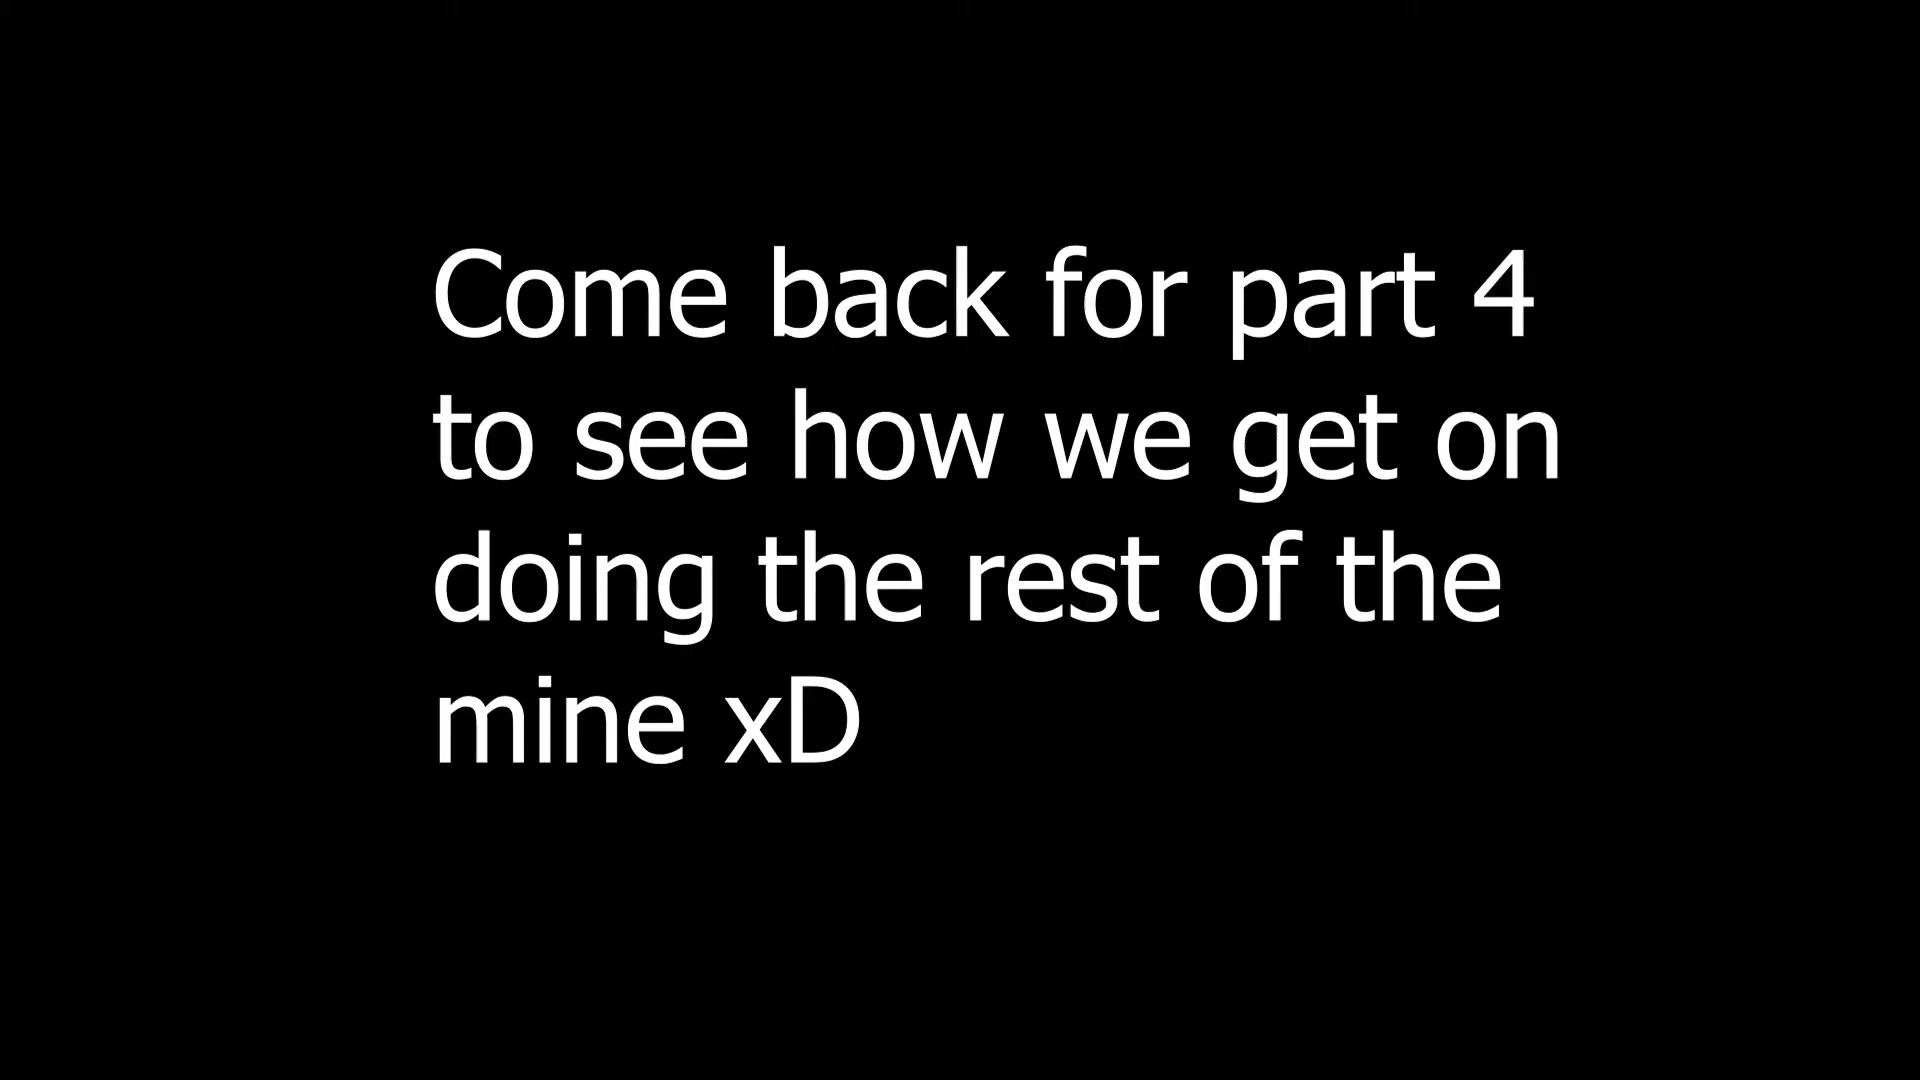 Come back for part 4
to see how we get on
doing the rest of the
mine xD